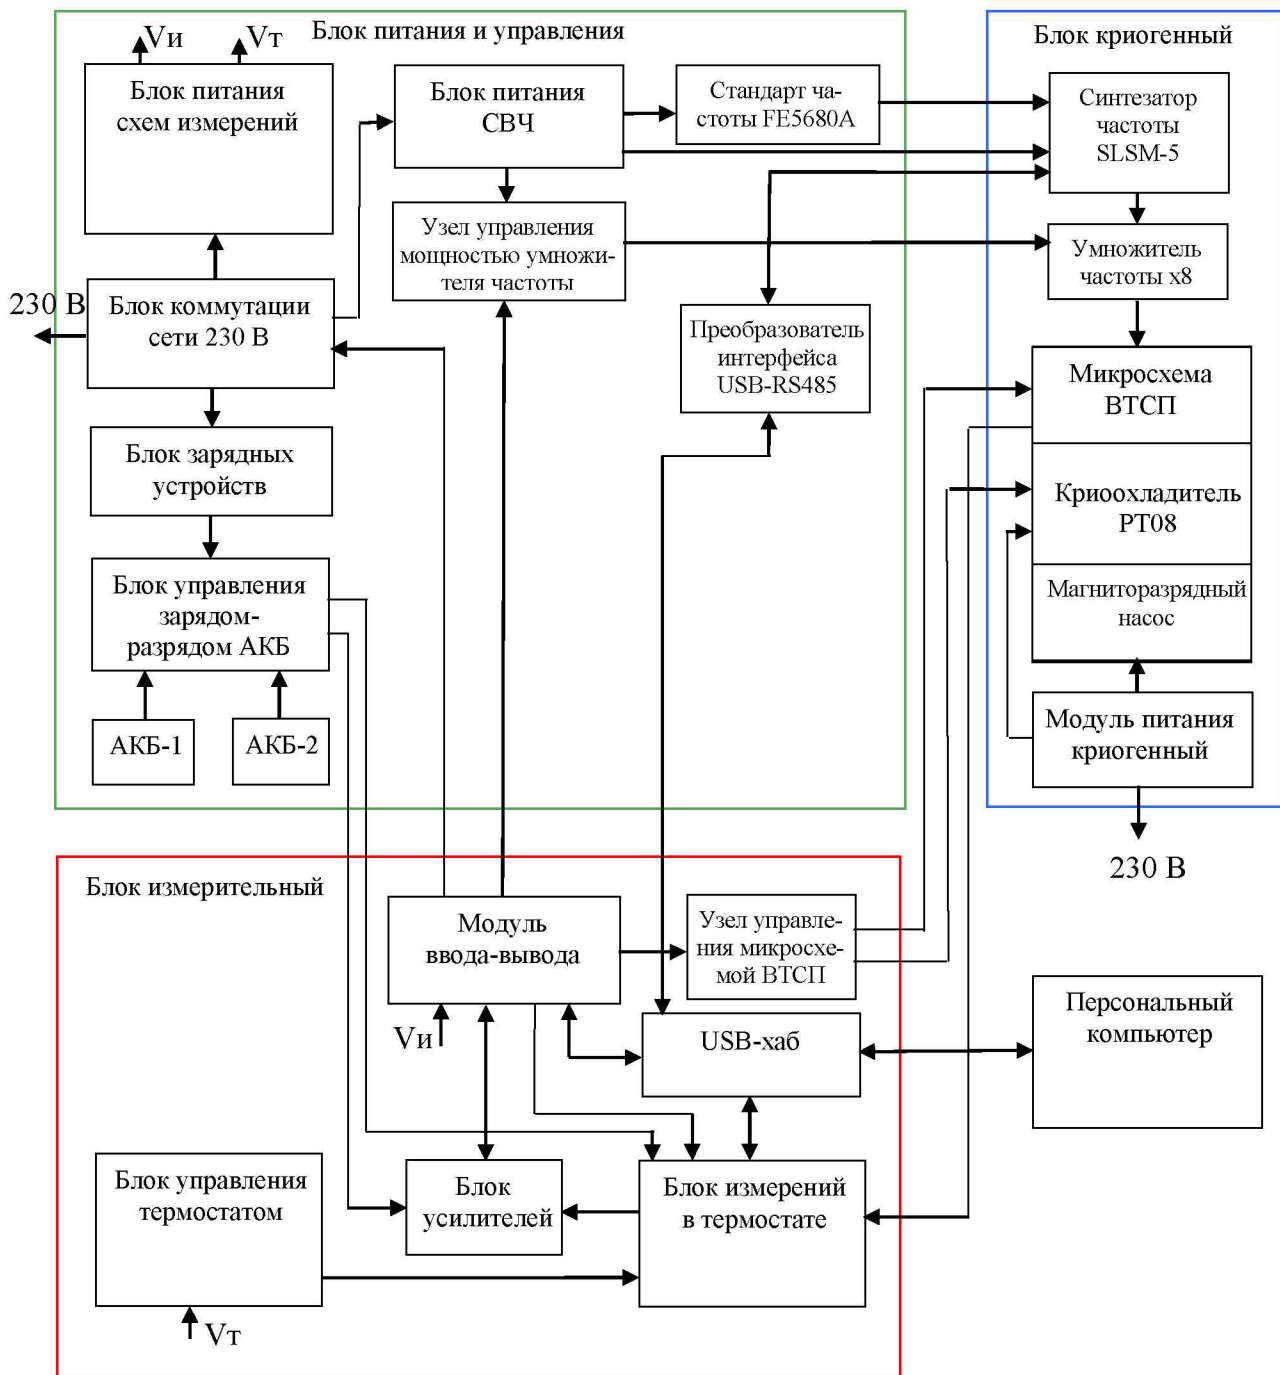 Vи
Vт
Блок питания и управления
Блок криогенный
Блок питания
схем измерений
Блок питания
СВЧ
Стандарт ча-
стоты FE5680A
Синтезатор
частоты
SLSM-5
Узел управления
мощностью умножи-
теля частоты
Умножитель
частоты x8
230 В
Блок коммутации
сети 230 В
Преобразователь
интерфейса
USB-RS485
Микросхема
ВТСП
Блок зарядных
устройств
Криоохладитель
РТ08
Блок управления
зарядом-
разрядом АКБ
Магниторазрядный
насос
АКБ-1
АКБ-2
Модуль питания
криогенный
230 В
Блок измерительный
Модуль
ввода-вывода
Узел управле-
ния микросхе-
мой ВТСП
Vи
USB-хаб
Персональный
компьютер
Блок управления
термостатом
Блок
усилителей
Блок измерений
в термостате
Vт